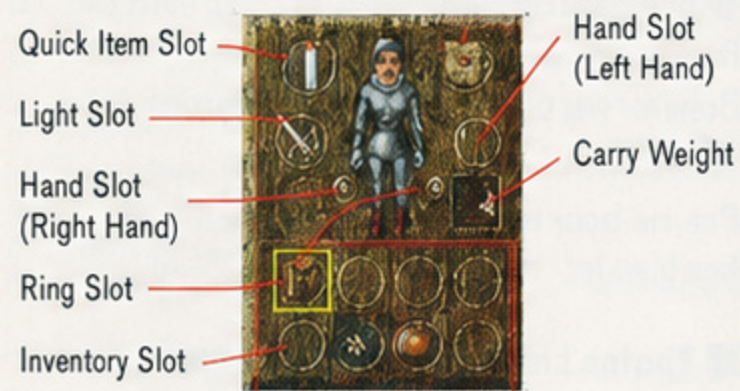 Quick Item Slot
Light Slot
Hand Slot
(Right Hand)
Ring Slot
Inventory Slot
Hand Slot
(Left Hand)
Carry Weight